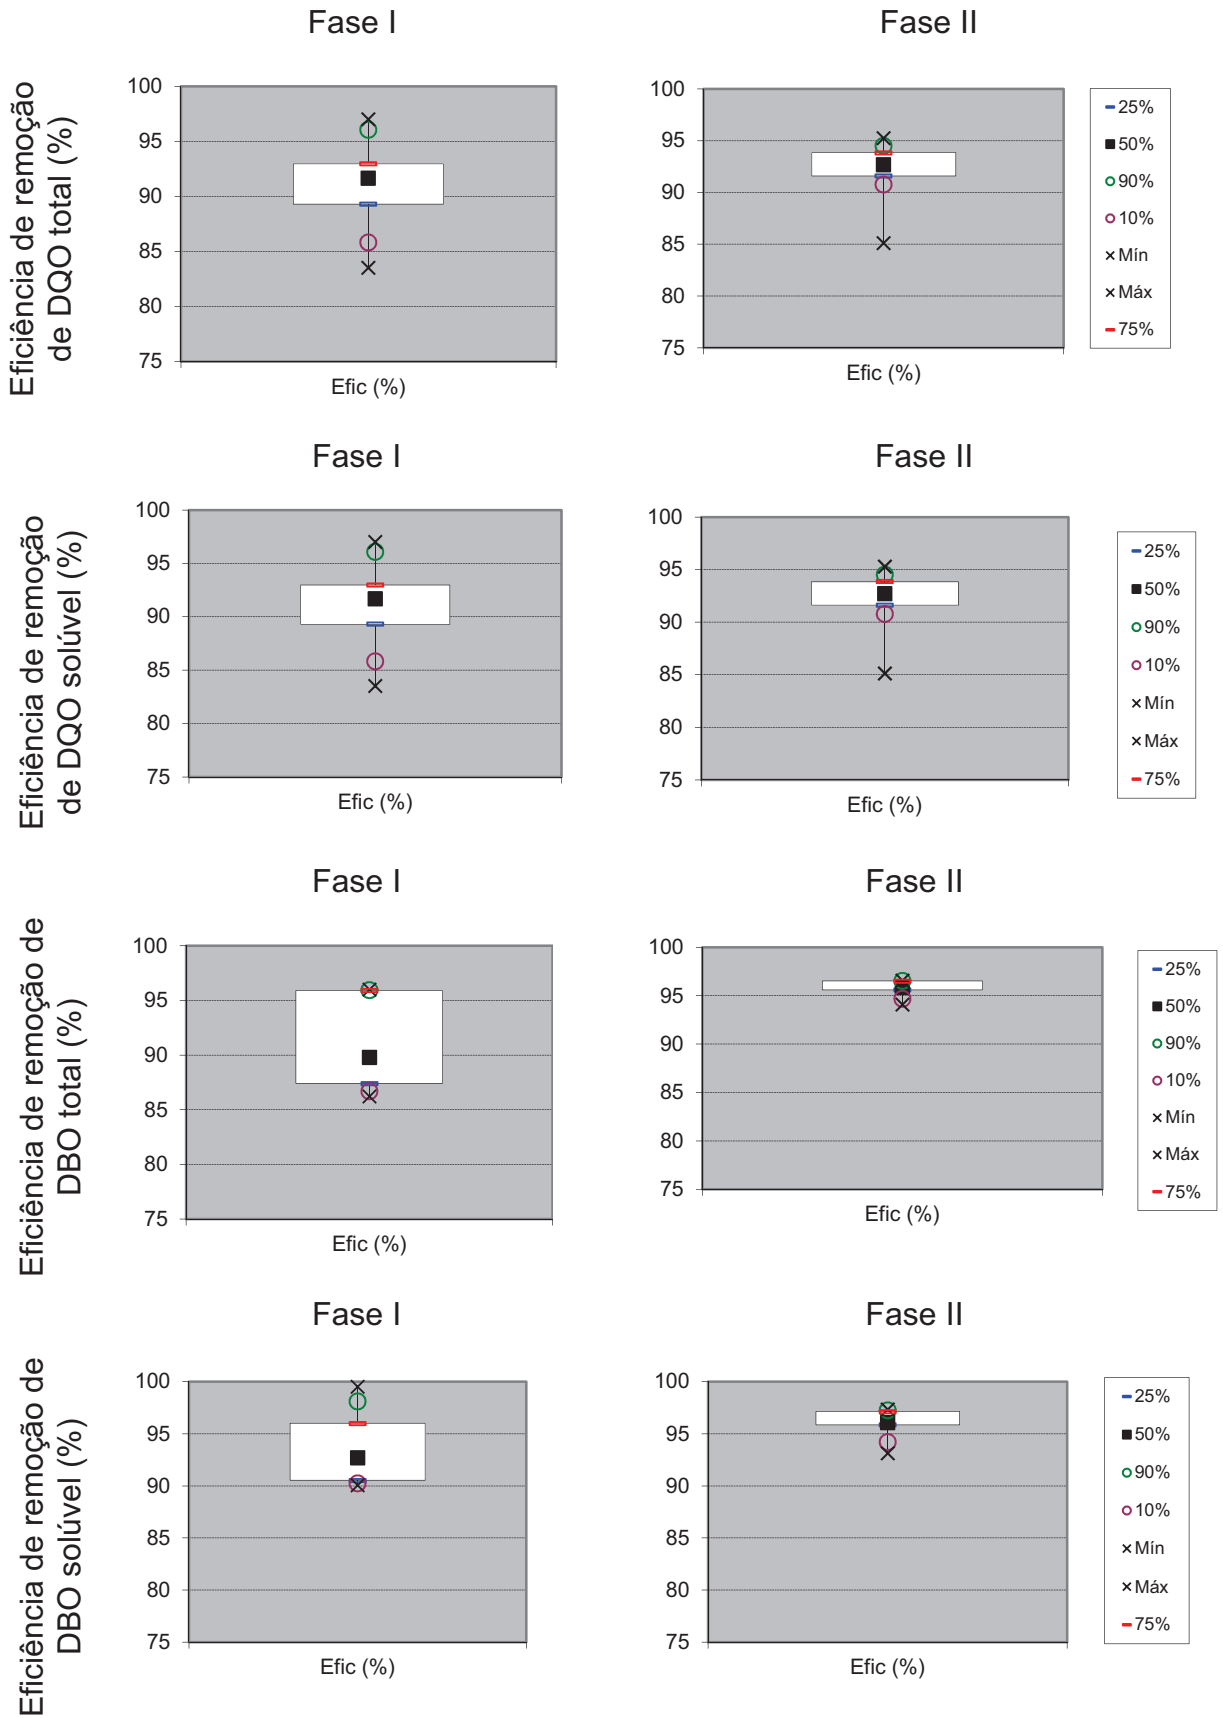 Fase I
Fase II
Eficiência de remoção
de DQO total (%)
100
95
90
85
80
75
Efic (%)
100
95
90
85
80
75
Efic (%)
25%
50%
90%
10%
Mín
Máx
75%
Fase I
Fase II
Eficiência de remoção
de DQO solúvel (%)
100
95
90
85
80
75
Efic (%)
100
95
90
85
80
75
Efic (%)
25%
50%
90%
10%
Mín
Máx
75%
Fase I
Fase II
Eficiência de remoção de
DBO total (%)
100
95
90
85
80
75
Efic (%)
100
95
90
85
80
75
Efic (%)
25%
50%
90%
10%
Mín
Máx
75%
Fase I
Fase II
Eficiência de remoção de
DBO solúvel (%)
100
95
90
85
80
75
Efic (%)
100
95
90
85
80
75
Efic (%)
25%
50%
90%
10%
Mín
Máx
75%